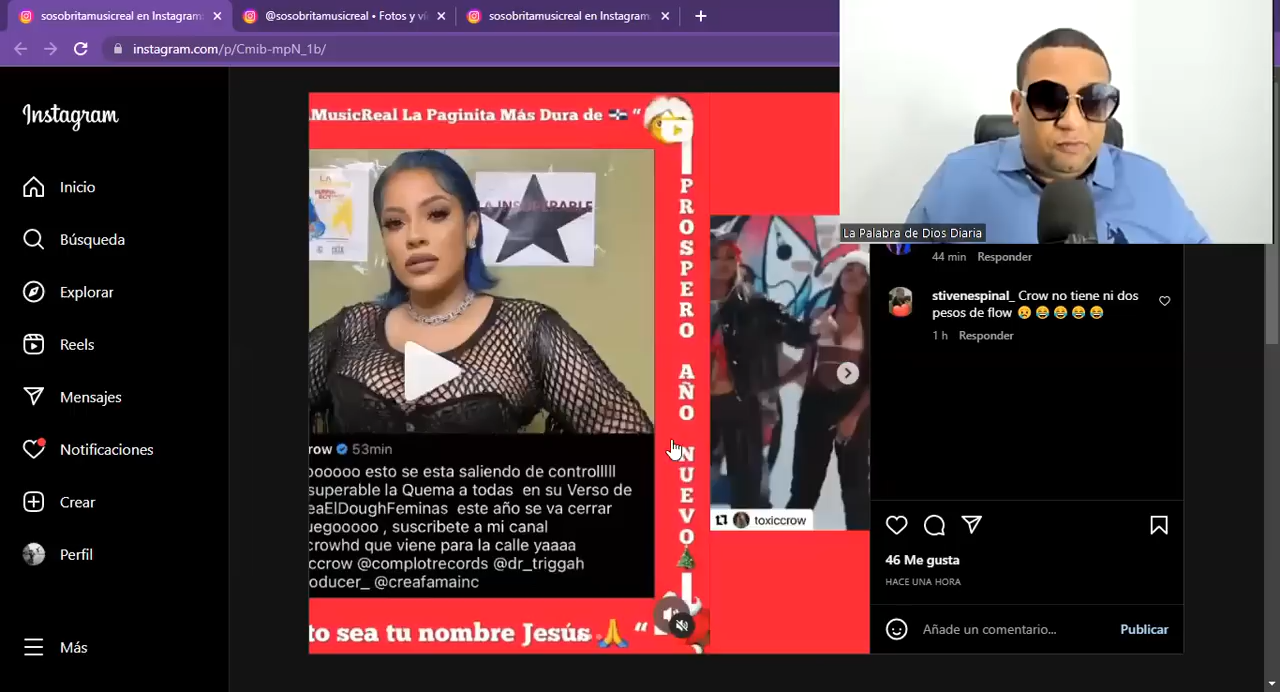 sosobritamusicreal en Instagram:
@sosobritamusicreal • Fotos y ví
sosobritamusicreal en Instagram:
instagram.com/p/Cmib-mpN_1b/
Instagram
Inicio
Búsqueda
Explorar
Reels
Mensajes
Notificaciones
Crear
Perfil
Más
MusicReal La Paginita Más Dura de 🇩🇴 “
LA INSUPERABLE
PROSPERO AÑO NUEVO🎄
row 53min
ooooo esto se esta saliendo de controlllll
superable la Quema a todas en su Verso de
eaElDoughFeminas este año se va cerrar
uegooooo , suscribete a mi canal
crowhd que viene para la calle yaaaa
ccrow @complotrecords @dr_triggah
oducer_ @creafamainc
to sea tu nombre Jesús 🙏 “
toxiccrow
La Palabra de Dios Diaria
44 min Responder
stivenespinal_ Crow no tiene ni dos
pesos de flow 😢😂😂😂😂
1 h Responder
46 Me gusta
HACE UNA HORA
Añade un comentario...
Publicar